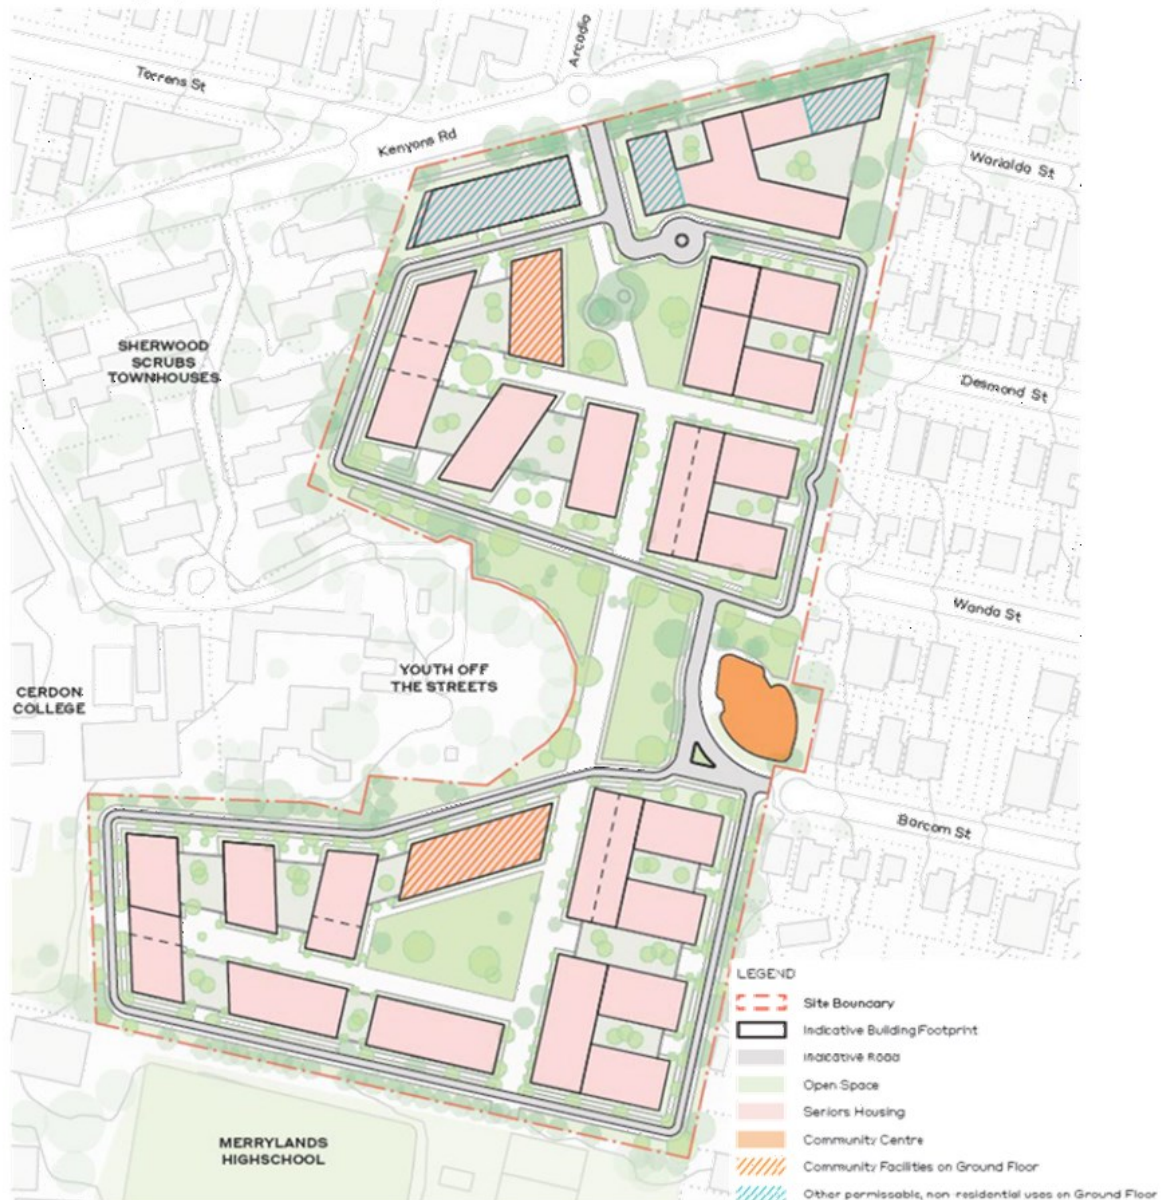 Arcadia
Torrens St
Kenyons Rd
Warialda St
SHERWOOD
SCRUBS
TOWNHOUSES
Desmond St
Wanda St
YOUTH OFF
THE STREETS
CERDON
COLLEGE
Barcom St
MERRYLANDS
HIGHSCHOOL
LEGEND
Site Boundary
Indicative Building Footprint
Indicative Road
Open Space
Seniors Housing
Community Centre
Community Facilities on Ground Floor
Other permissable, non residential uses on Ground Floor